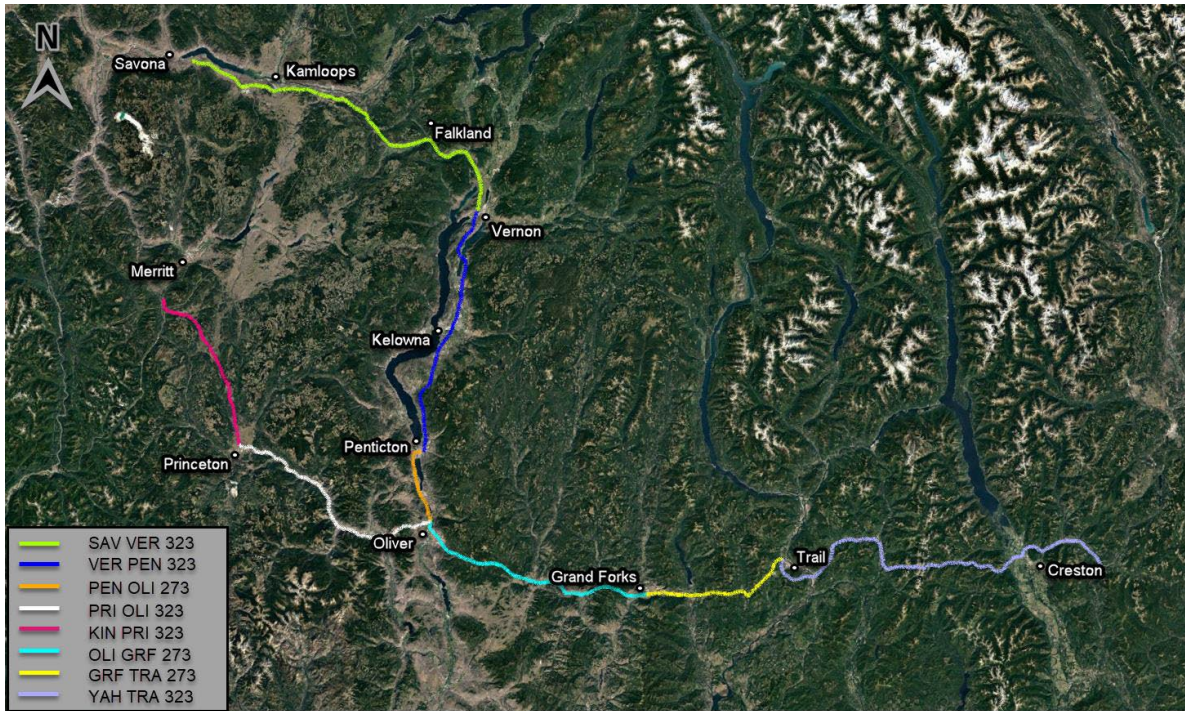 N
Savona
Kamloops
Falkland
Vernon
Merritt
Kelowna
Penticton
Princeton
Oliver
Grand Forks
Trail
Creston
SAV VER 323
VER PEN 323
PEN OLI 273
PRI OLI 323
KIN PRI 323
OLI GRF 273
GRF TRA 273
YAH TRA 323